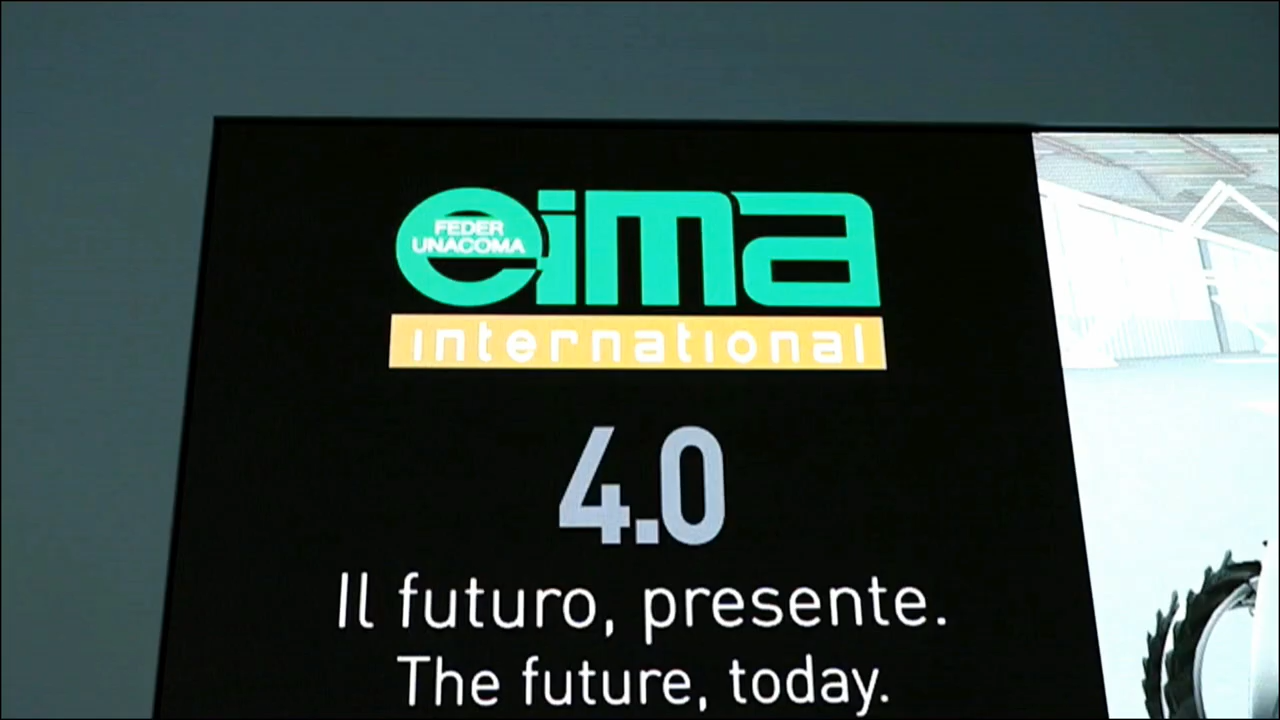 eima
FEDER
UNACOMA
international
4.0
Il futuro, presente.
The future, today.